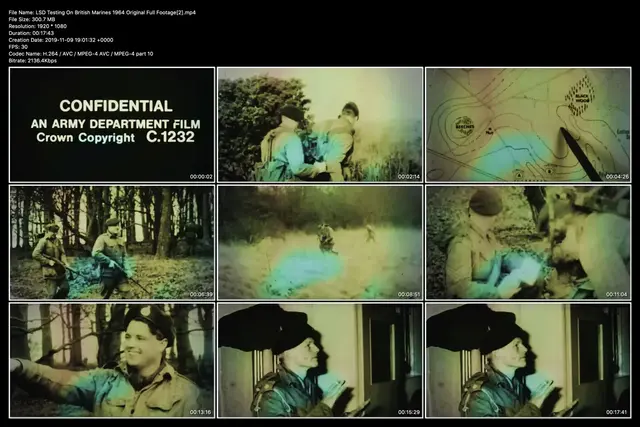 File Name: LSD Testing On British Marines 1964.Original Full Footage[2].mp4
File Size: 300.7 MB
Resolution: 1920 * 1080
Duration: 00:17:43
Creation Date: 2019-11-09 19:01:32 +0000
FPS: 30
Codec Name: H.264 / AVC / MPEG-4 AVC / MPEG-4 part 10
Bitrate: 2136.4Kbps
CONFIDENTIAL
AN ARMY DEPARTMENT FILM
Crown Copyright C.1232
00:00:02
00:02:14
BLACK WOOD
00:04:26
00:06:39
00:08:51
00:11:04
00:13:16
00:15:29
00:17:41